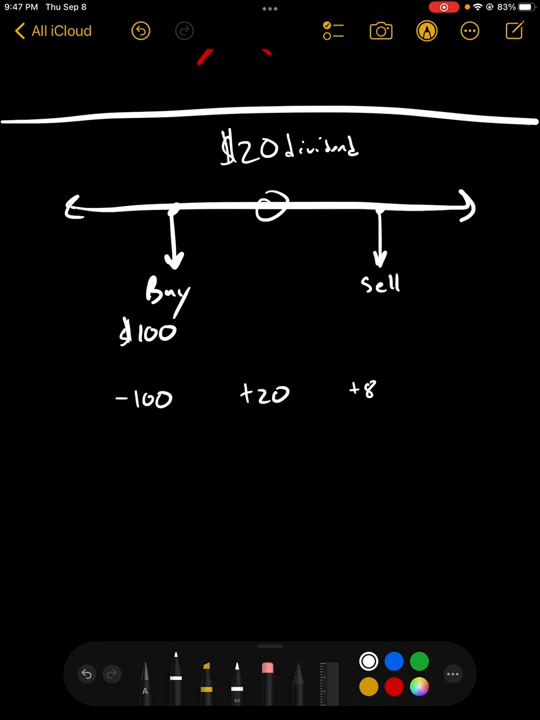 9:47 PM Thu Sep 8
83%
All iCloud
$20 dividend
Buy
Sell
$100
-100 +20 +8
A